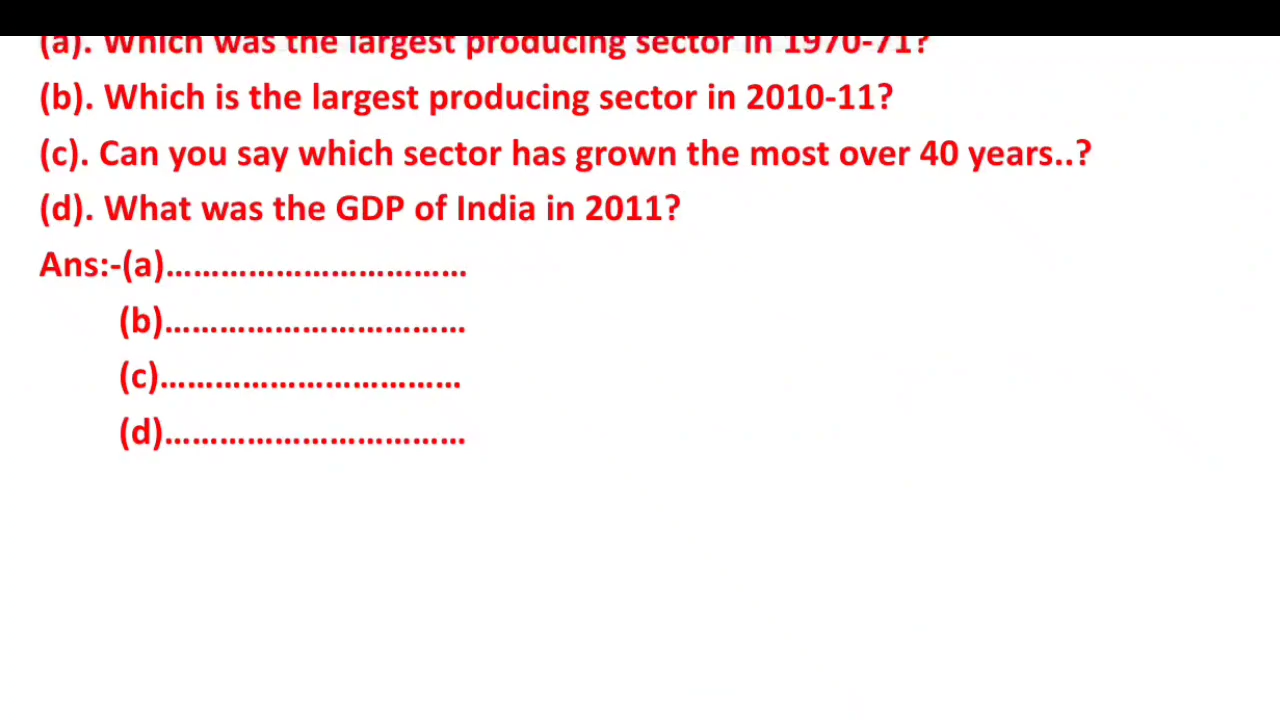 (a). Which was the largest producing sector in 1970-71?
(b). Which is the largest producing sector in 2010-11?
(c). Can you say which sector has grown the most over 40 years..?
(d). What was the GDP of India in 2011?
Ans:-(a)……………………………
(b)……………………………
(c)……………………………
(d)……………………………